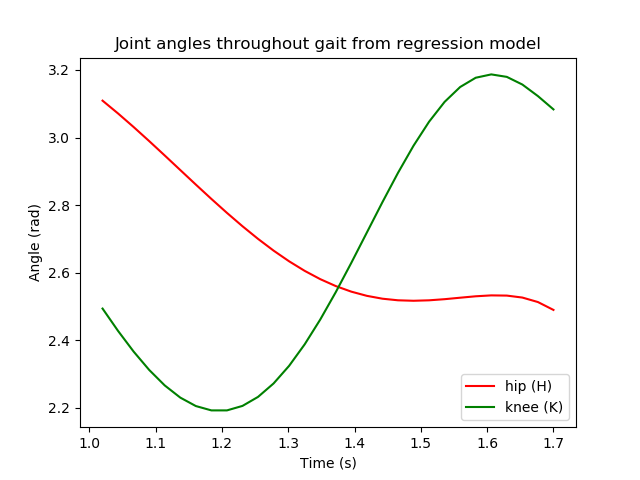 Joint angles throughout gait from regression model
3.2
3.0
2.8
2.6
2.4
2.2
Angle (rad)
hip (H)
knee (K)
1.0 1.1 1.2 1.3 1.4 1.5 1.6 1.7
Time (s)